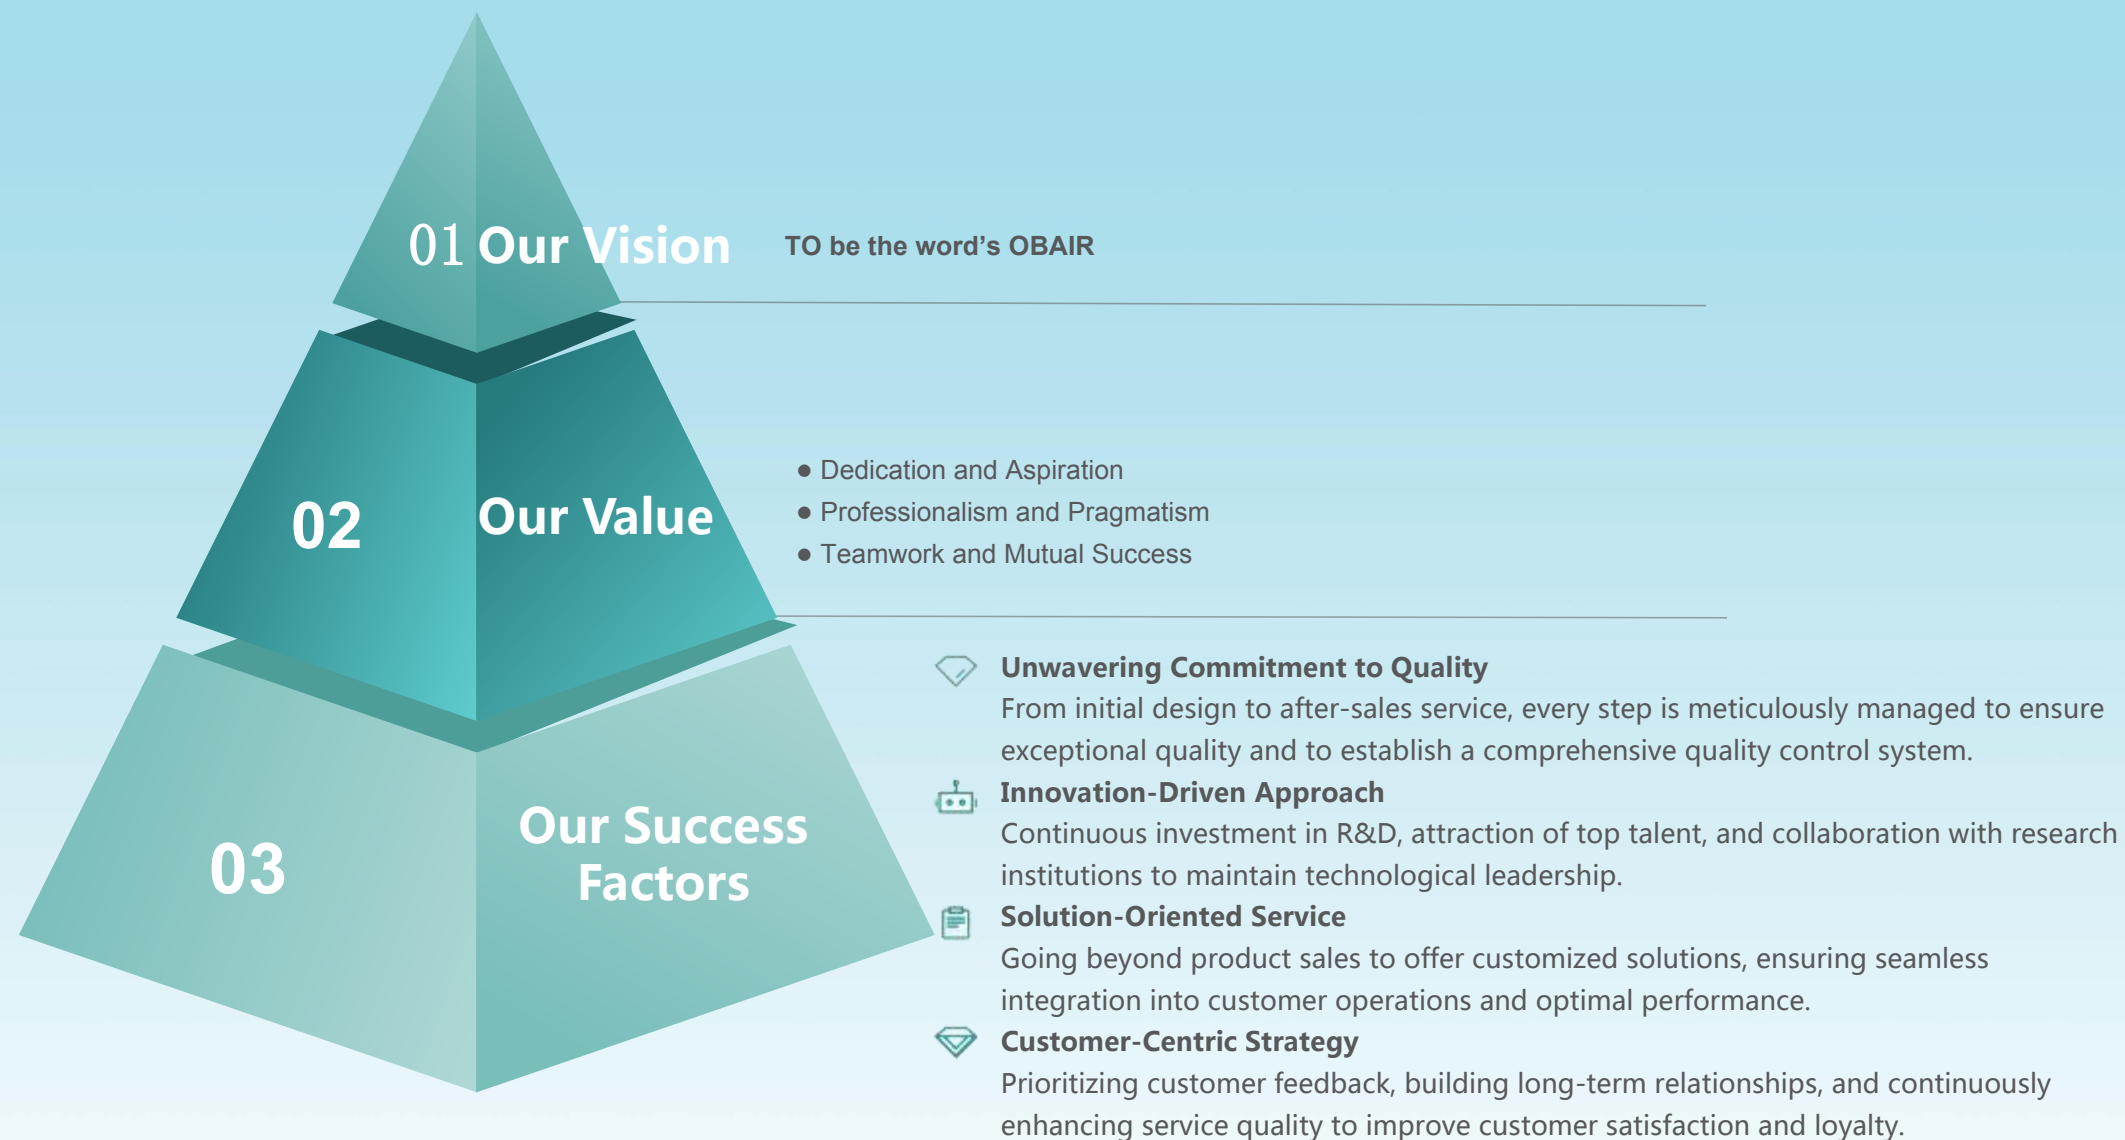 01 Our Vision
TO be the word’s OBAIR
02
Our Value
● Dedication and Aspiration
● Professionalism and Pragmatism
● Teamwork and Mutual Success
03
Our Success
Factors
Unwavering Commitment to Quality
From initial design to after-sales service, every step is meticulously managed to ensure
exceptional quality and to establish a comprehensive quality control system.
Innovation-Driven Approach
Continuous investment in R&D, attraction of top talent, and collaboration with research
institutions to maintain technological leadership.
Solution-Oriented Service
Going beyond product sales to offer customized solutions, ensuring seamless
integration into customer operations and optimal performance.
Customer-Centric Strategy
Prioritizing customer feedback, building long-term relationships, and continuously
enhancing service quality to improve customer satisfaction and loyalty.